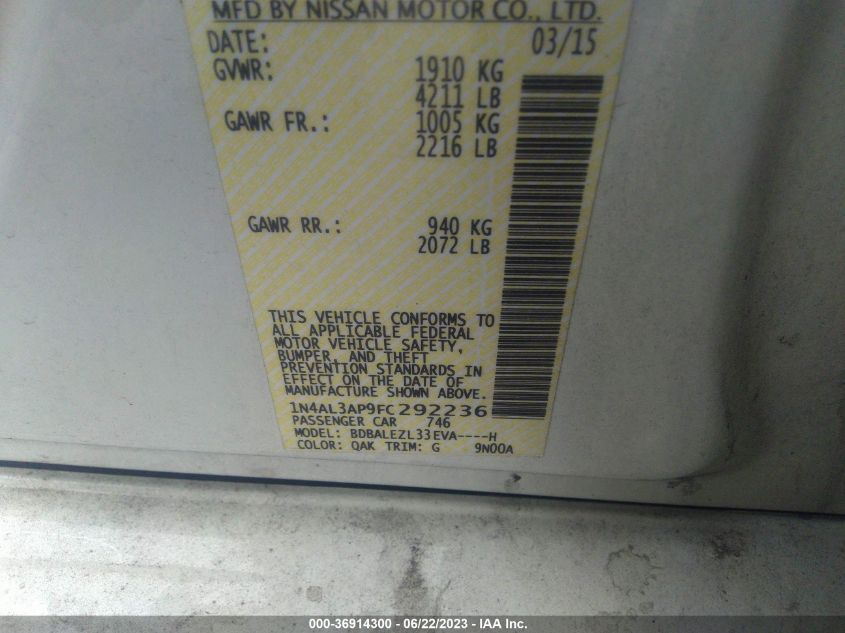 MFD BY NISSAN MOTOR CO., LTD.
DATE: 03/15
GVWR: 1910 KG
4211 LB
GAWR FR.: 1005 KG
2216 LB
GAWR RR.: 940 KG
2072 LB
THIS VEHICLE CONFORMS TO
ALL APPLICABLE FEDERAL
MOTOR VEHICLE SAFETY,
BUMPER, AND THEFT
PREVENTION STANDARDS IN
EFFECT ON THE DATE OF
MANUFACTURE SHOWN ABOVE.
1N4AL3AP9FC292236
PASSENGER CAR 746
MODEL: BDBALEZL33EVA----H
COLOR: QAK TRIM: G 9N00A
000-36914300 - 06/22/2023 - IAA Inc.